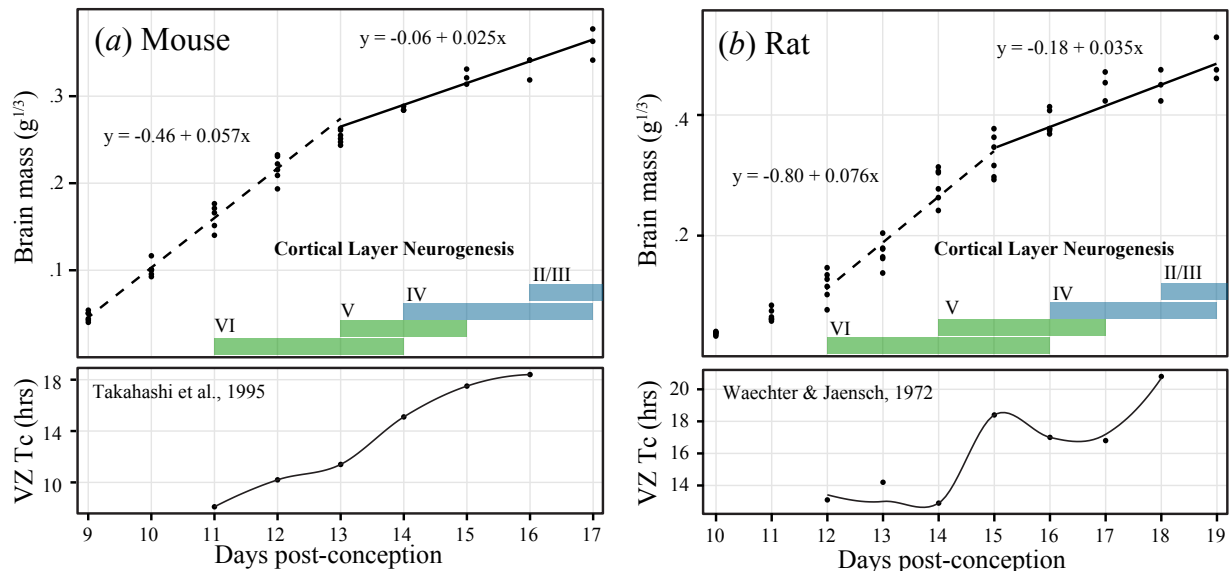 (a) Mouse
y = -0.06 + 0.025x
y = -0.46 + 0.057x
Brain mass (g1/3)
.3
.2
.1
Cortical Layer Neurogenesis
II/III
IV
V
VI
Takahashi et al., 1995
VZ Tc (hrs)
18
14
10
9 10 11 12 13 14 15 16 17
Days post-conception
(b) Rat
y = -0.18 + 0.035x
y = -0.80 + 0.076x
Brain mass (g1/3)
.4
.2
Cortical Layer Neurogenesis
II/III
IV
V
VI
Waechter & Jaensch, 1972
VZ Tc (hrs)
20
18
16
14
10 11 12 13 14 15 16 17 18 19
Days post-conception